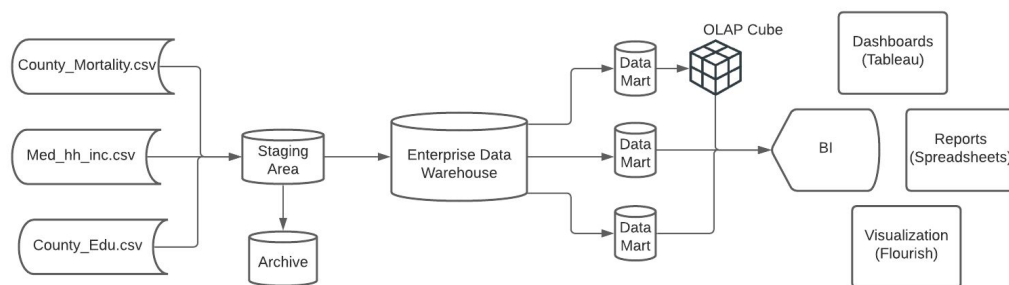 County_Mortality.csv
Med_hh_inc.csv
County_Edu.csv
Staging
Area
Archive
Enterprise Data
Warehouse
Data
Mart
Data
Mart
Data
Mart
OLAP Cube
BI
Dashboards
(Tableau)
Reports
(Spreadsheets)
Visualization
(Flourish)